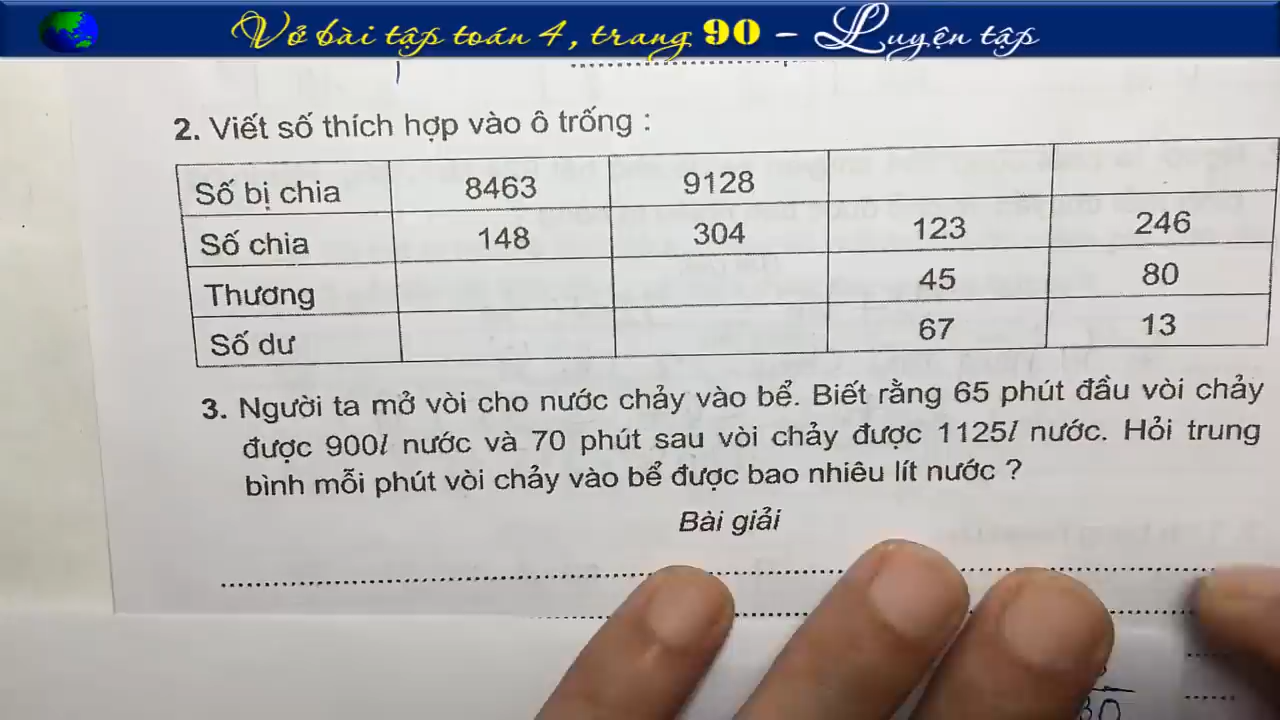 Vở bài tập toán 4, trang 90 – Luyện tập
2. Viết số thích hợp vào ô trống :
Số bị chia 8463 9128
Số chia 148 304 123 246
Thương 45 80
Số dư 67 13
3. Người ta mở vòi cho nước chảy vào bể. Biết rằng 65 phút đầu vòi chảy
được 900l nước và 70 phút sau vòi chảy được 1125l nước. Hỏi trung
bình mỗi phút vòi chảy vào bể được bao nhiêu lít nước ?
Bài giải